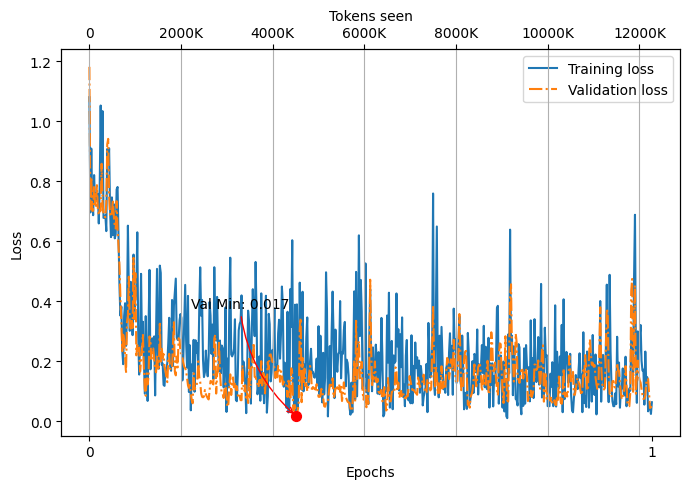 Tokens seen
0 2000K 4000K 6000K 8000K 10000K 12000K
1.2
Training loss
Validation loss
1.0
0.8
0.6
Loss
0.4
Val Min: 0.017
0.2
0.0
0 1
Epochs